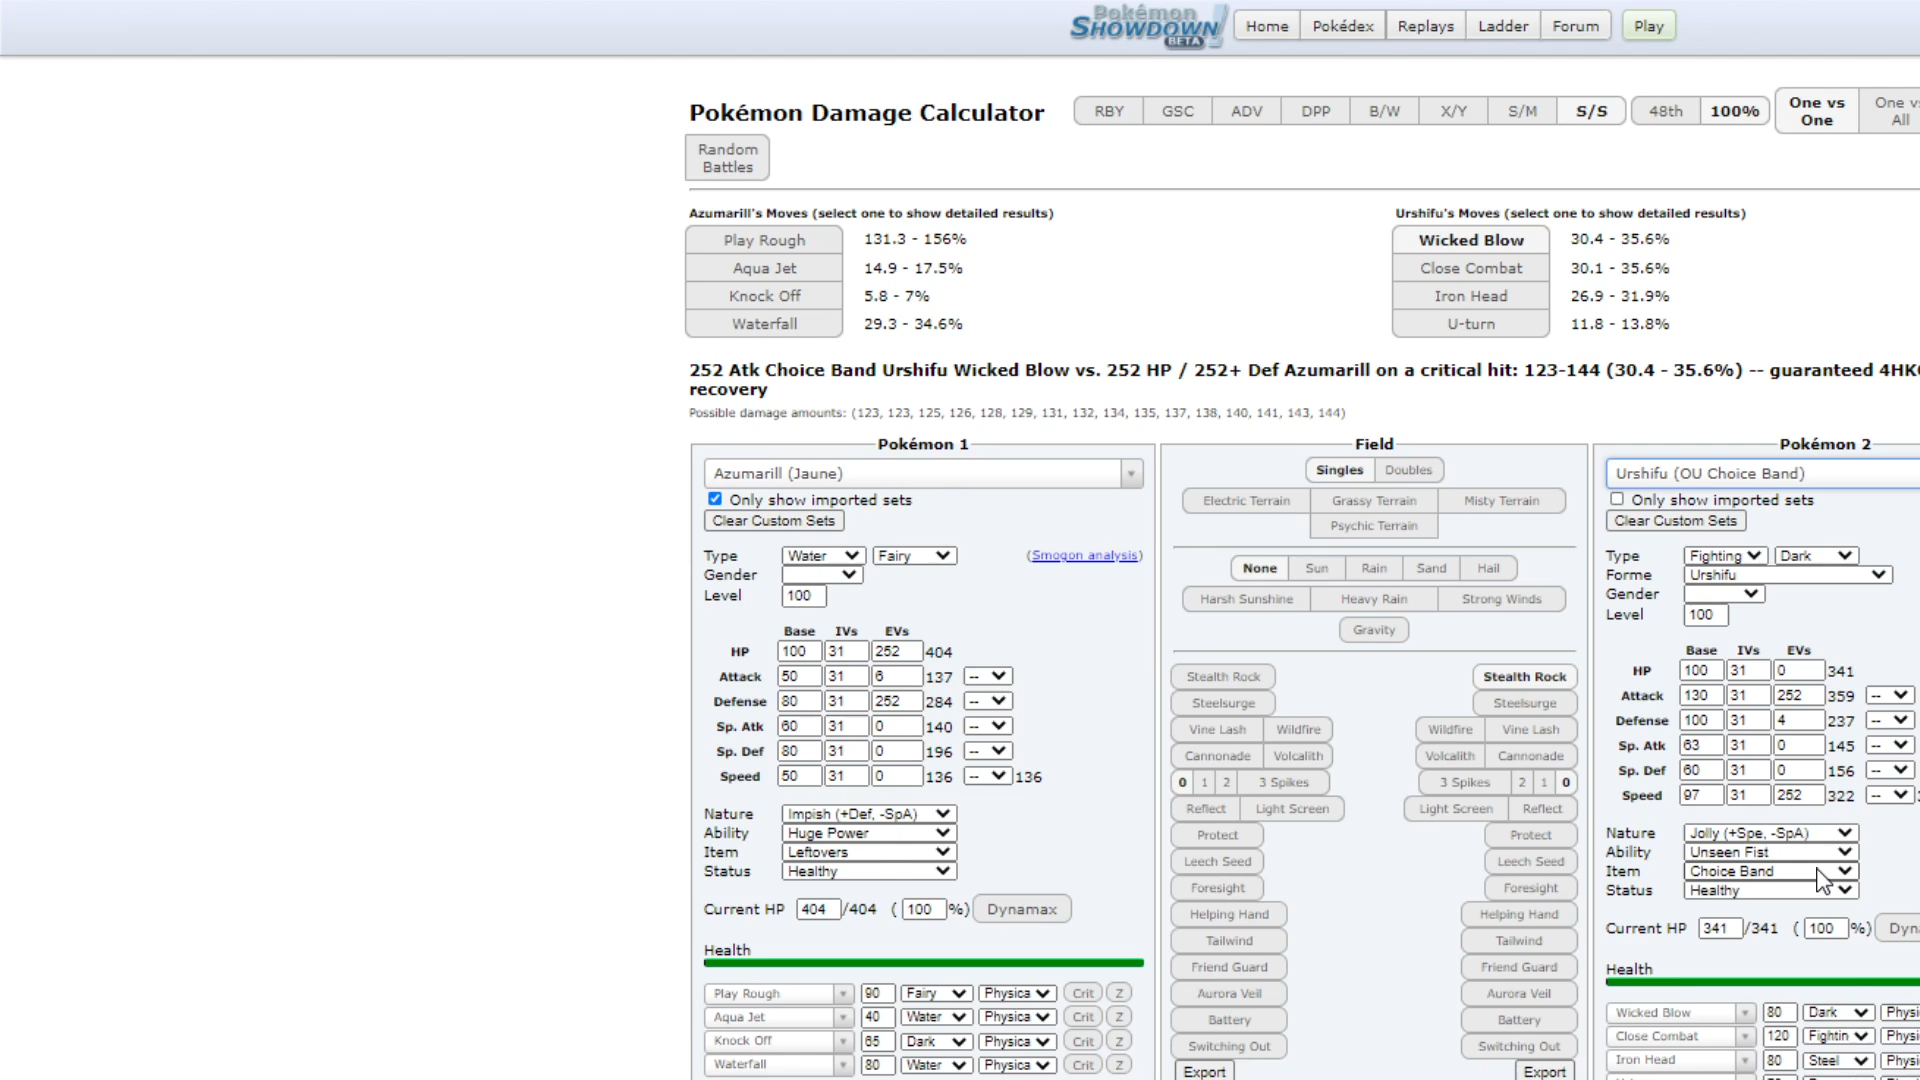 Pokémon
SHOWDOWN!
BETA
Home Pokédex Replays Ladder Forum Play
Pokémon Damage Calculator RBY GSC ADV DPP B/W X/Y S/M S/S 48th 100% One vs One
Random Battles
Azumarill's Moves (select one to show detailed results) Urshifu's Moves (select one to show detailed results)
Play Rough 131.3 - 156% Wicked Blow 30.4 - 35.6%
Aqua Jet 14.9 - 17.5% Close Combat 30.1 - 35.6%
Knock Off 5.8 - 7% Iron Head 26.9 - 31.9%
Waterfall 29.3 - 34.6% U-turn 11.8 - 13.8%
252 Atk Choice Band Urshifu Wicked Blow vs. 252 HP / 252+ Def Azumarill on a critical hit: 123-144 (30.4 - 35.6%) -- guaranteed
recovery
Possible damage amounts: (123, 123, 125, 126, 128, 129, 131, 132, 134, 135, 137, 138, 140, 141, 143, 144)
Pokémon 1 Field Pokémon 2
Azumarill (Jaune) Singles Doubles Urshifu (OU Choice Band)
Only show imported sets Electric Terrain Grassy Terrain Misty Terrain Only show imported sets
Clear Custom Sets Psychic Terrain Clear Custom Sets
Type Water Fairy (Smogon analysis) None Sun Rain Sand Hail Type Fighting Dark
Gender Forme Urshifu
Level 100 Harsh Sunshine Heavy Rain Strong Winds Gender
Gravity Level 100
Base IVs EVs Base IVs EVs
HP 100 31 252 404 HP 100 31 0 341
Attack 50 31 6 137 -- Stealth Rock Stealth Rock Attack 130 31 252 359 --
Defense 80 31 252 284 -- Steelsurge Steelsurge Defense 100 31 4 237 --
Sp. Atk 60 31 0 140 -- Vine Lash Wildfire Wildfire Vine Lash Sp. Atk 63 31 0 145 --
Sp. Def 80 31 0 196 -- Cannonade Volcalith Volcalith Cannonade Sp. Def 60 31 0 156 --
Speed 50 31 0 136 -- 136 0 1 2 3 Spikes 3 Spikes 2 1 0 Speed 97 31 252 322 --
Nature Impish (+Def, -SpA) Reflect Light Screen Light Screen Reflect Nature Jolly (+Spe, -SpA)
Ability Huge Power Protect Protect Ability Unseen Fist
Item Leftovers Leech Seed Leech Seed Item Choice Band
Status Healthy Foresight Foresight Status Healthy
Current HP 404 /404 ( 100 %) Dynamax Helping Hand Helping Hand Current HP 341 /341 ( 100 %)
Tailwind Tailwind
Health Friend Guard Friend Guard Health
Play Rough 90 Fairy Physica Crit Z Aurora Veil Aurora Veil Wicked Blow 80 Dark Physi
Aqua Jet 40 Water Physica Crit Z Battery Battery Close Combat 120 Fightin Physi
Knock Off 65 Dark Physica Crit Z Switching Out Switching Out Iron Head 80 Steel Physi
Waterfall 80 Water Physica Crit Z Export Export